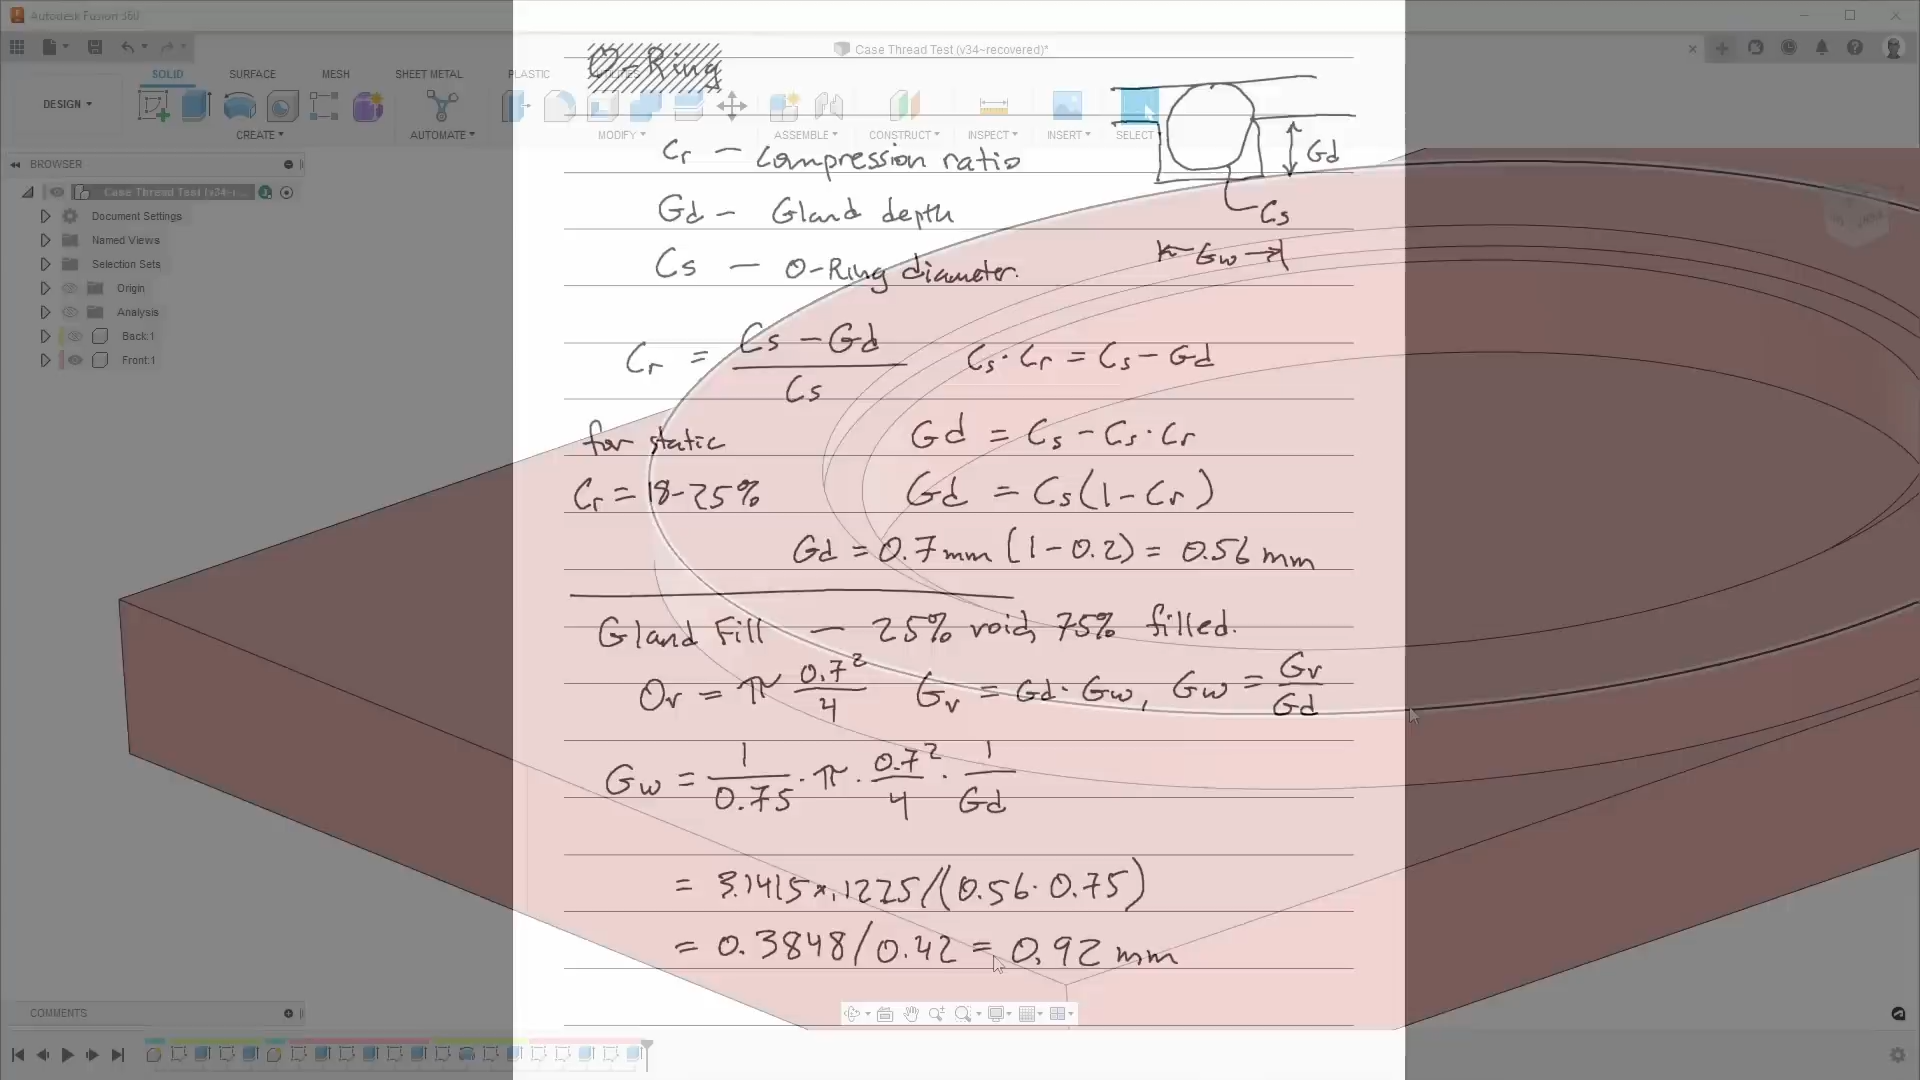 Autodesk Fusion 360
Case Thread Test (v34~recovered)*
SOLID SURFACE MESH SHEET METAL PLASTIC
DESIGN
CREATE AUTOMATE MODIFY ASSEMBLE CONSTRUCT INSPECT INSERT SELECT
BROWSER
Case Thread Test (v34~r...
Document Settings
Named Views
Selection Sets
Origin
Analysis
Back:1
Front:1
O-Ring
Cr – Compression ratio
Gd – Gland depth
Cs – O-Ring diameter.
Gd
Cs
Gw
Cr = Cs – Gd / Cs
Cs · Cr = Cs – Gd
for static
Gd = Cs – Cs · Cr
Cr = 18-25%
Gd = Cs(1 – Cr)
Gd = 0.7mm (1 – 0.2) = 0.56 mm
Gland Fill – 25% void, 75% filled.
Ov = π 0.7² / 4 Gv = Gd · Gw, Gw = Gv / Gd
Gw = 1 / 0.75 · π · 0.7² / 4 · 1 / Gd
= 3.1415 x .1225 / (0.56 · 0.75)
= 0.3848 / 0.42 = 0.92 mm
COMMENTS